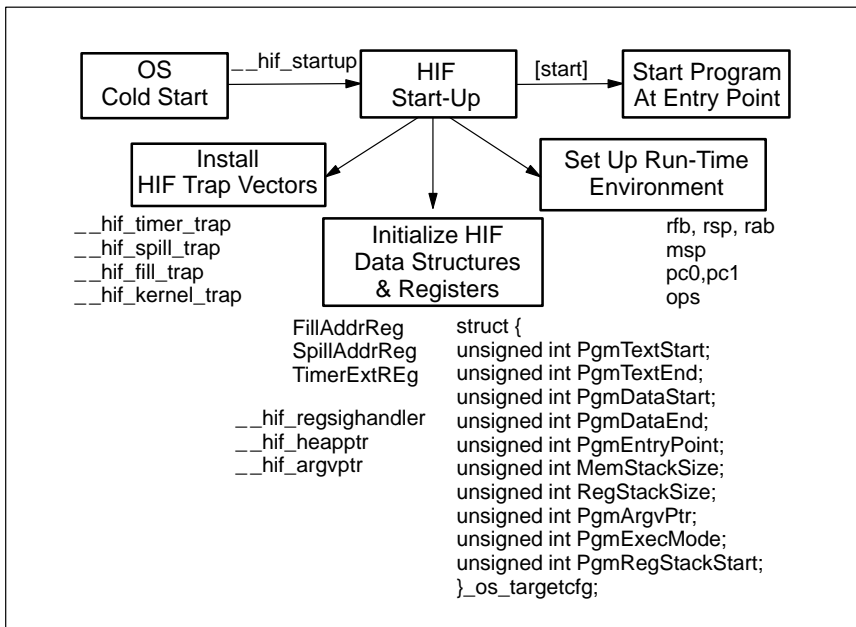 OS
Cold Start
__hif_startup
HIF
Start-Up
[start]
Start Program
At Entry Point
Install
HIF Trap Vectors
Set Up Run-Time
Environment
__hif_timer_trap
__hif_spill_trap
__hif_fill_trap
__hif_kernel_trap
Initialize HIF
Data Structures
& Registers
rfb, rsp, rab
msp
pc0,pc1
ops
FillAddrReg
SpillAddrReg
TimerExtREg
__hif_regsighandler
__hif_heapptr
__hif_argvptr
struct {
unsigned int PgmTextStart;
unsigned int PgmTextEnd;
unsigned int PgmDataStart;
unsigned int PgmDataEnd;
unsigned int PgmEntryPoint;
unsigned int MemStackSize;
unsigned int RegStackSize;
unsigned int PgmArgvPtr;
unsigned int PgmExecMode;
unsigned int PgmRegStackStart;
}_os_targetcfg;